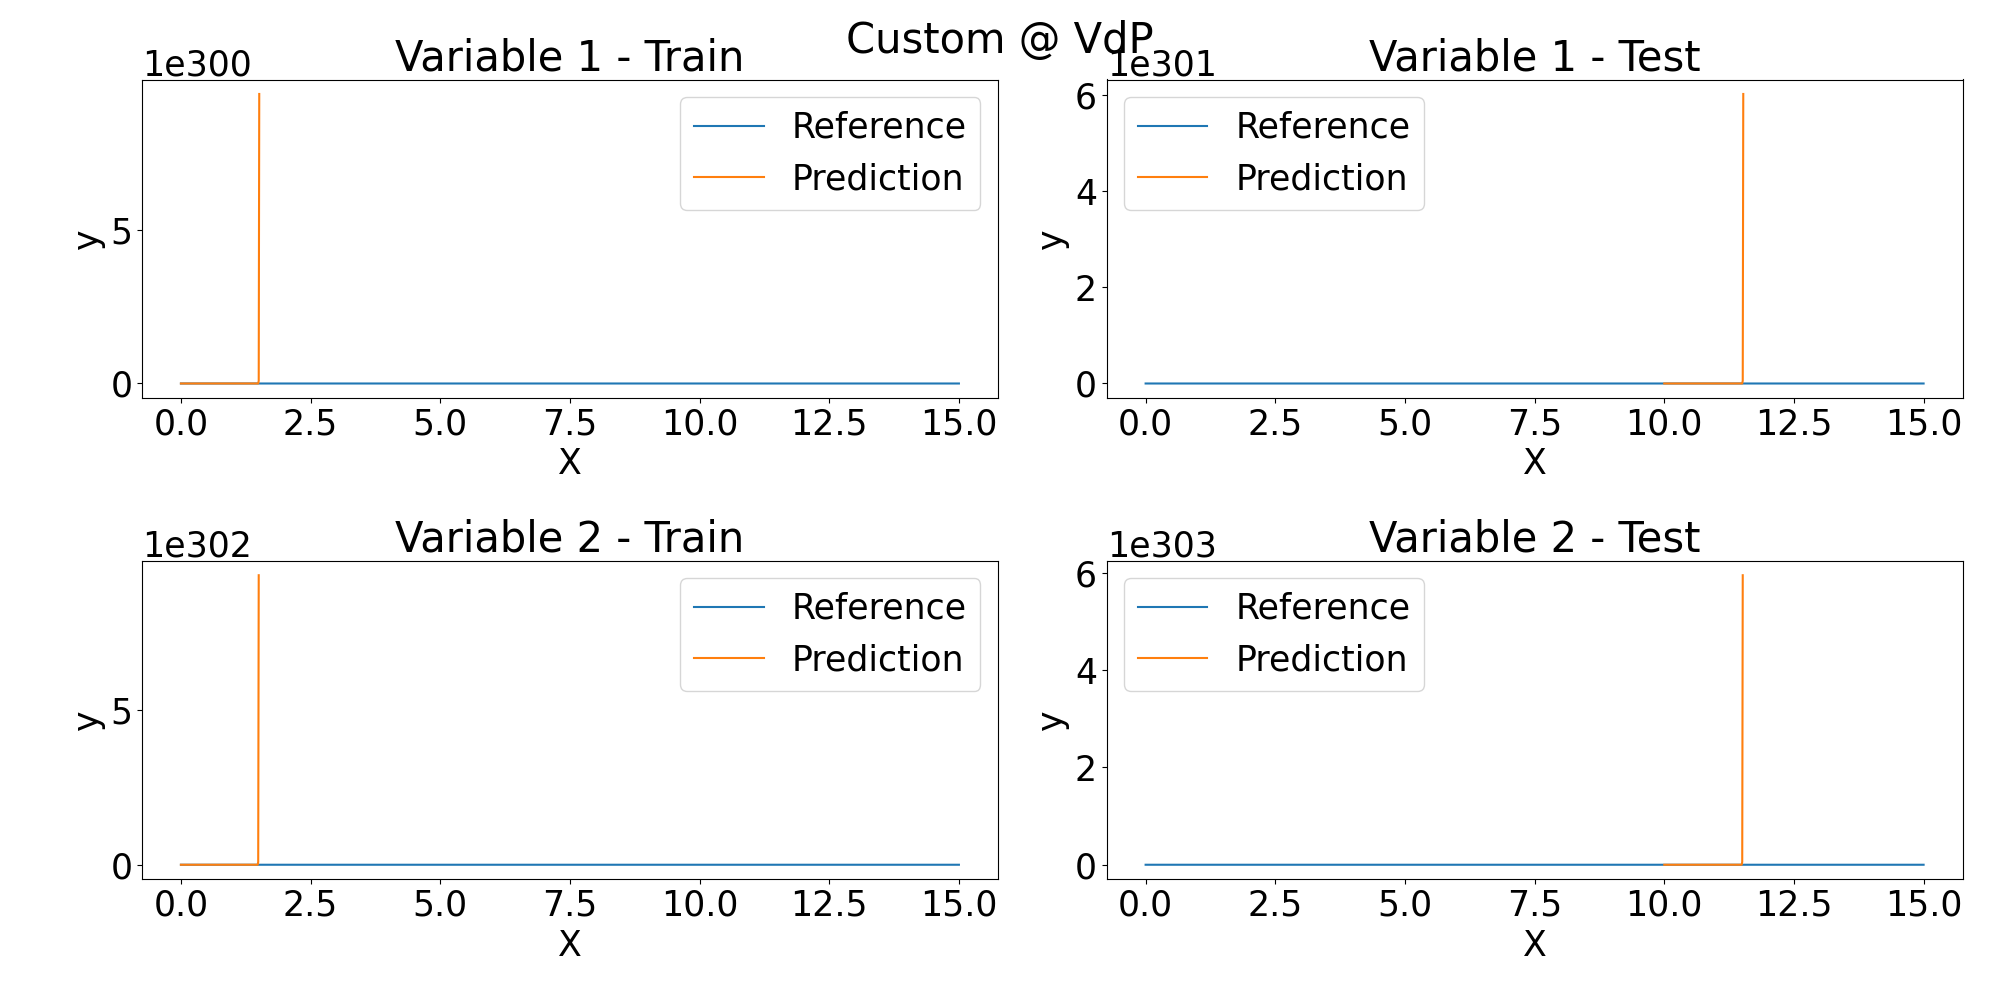 Custom @ VdP
Variable 1 - Train
1e300
Reference
Prediction
y
5
0
0.0 2.5 5.0 7.5 10.0 12.5 15.0
X
Variable 1 - Test
1e301
Reference
Prediction
y
6
4
2
0
0.0 2.5 5.0 7.5 10.0 12.5 15.0
X
Variable 2 - Train
1e302
Reference
Prediction
y
5
0
0.0 2.5 5.0 7.5 10.0 12.5 15.0
X
Variable 2 - Test
1e303
Reference
Prediction
y
6
4
2
0
0.0 2.5 5.0 7.5 10.0 12.5 15.0
X